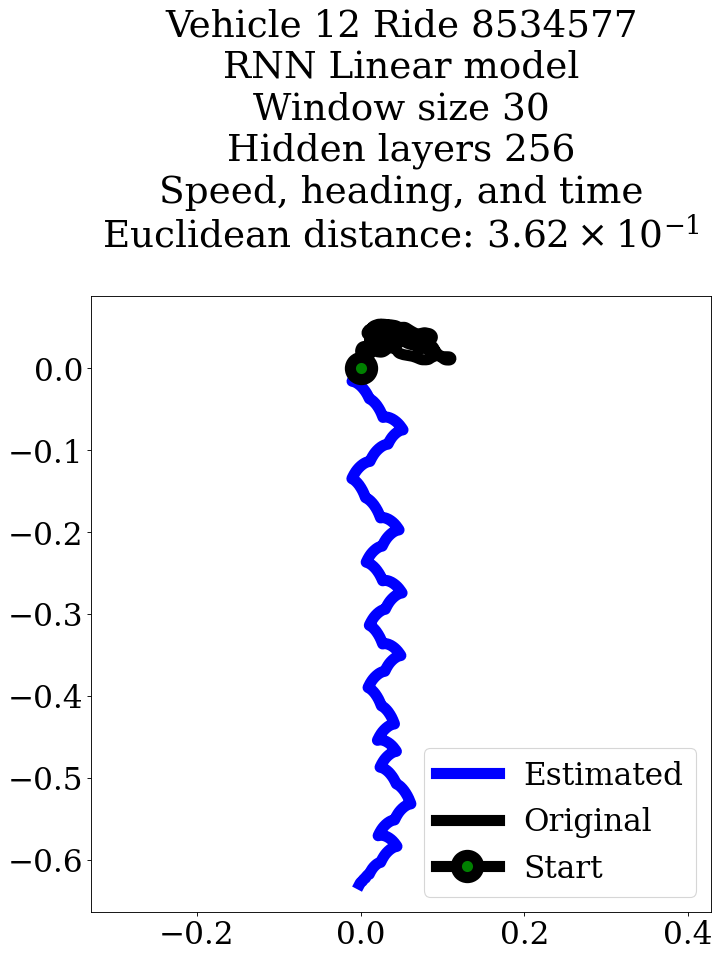 Vehicle 12 Ride 8534577
RNN Linear model
Window size 30
Hidden layers 256
Speed, heading, and time
Euclidean distance: 3.62 × 10⁻¹
0.0
−0.1
−0.2
−0.3
−0.4
−0.5
−0.6
Estimated
Original
Start
−0.2 0.0 0.2 0.4